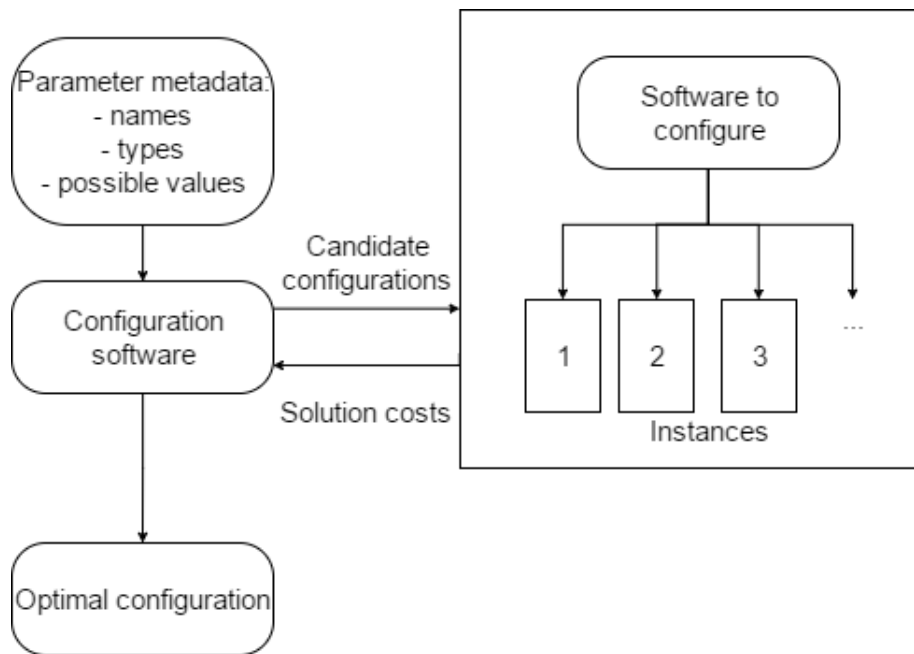 Parameter metadata:
- names
- types
- possible values
Software to
configure
Candidate
configurations
Configuration
software
Solution costs
1
2
3
...
Instances
Optimal configuration